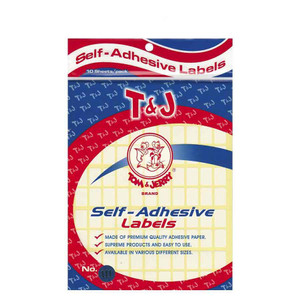 Self-Adhesive Labels
10 Sheets/pack
T&J
TOM & JERRY
BRAND
Self-Adhesive
Labels
MADE OF PREMIUM QUALITY ADHESIVE PAPER.
SUPREME PRODUCTS AND EASY TO USE.
AVAILABLE IN VARIOUS DIFFERENT SIZES.
No.